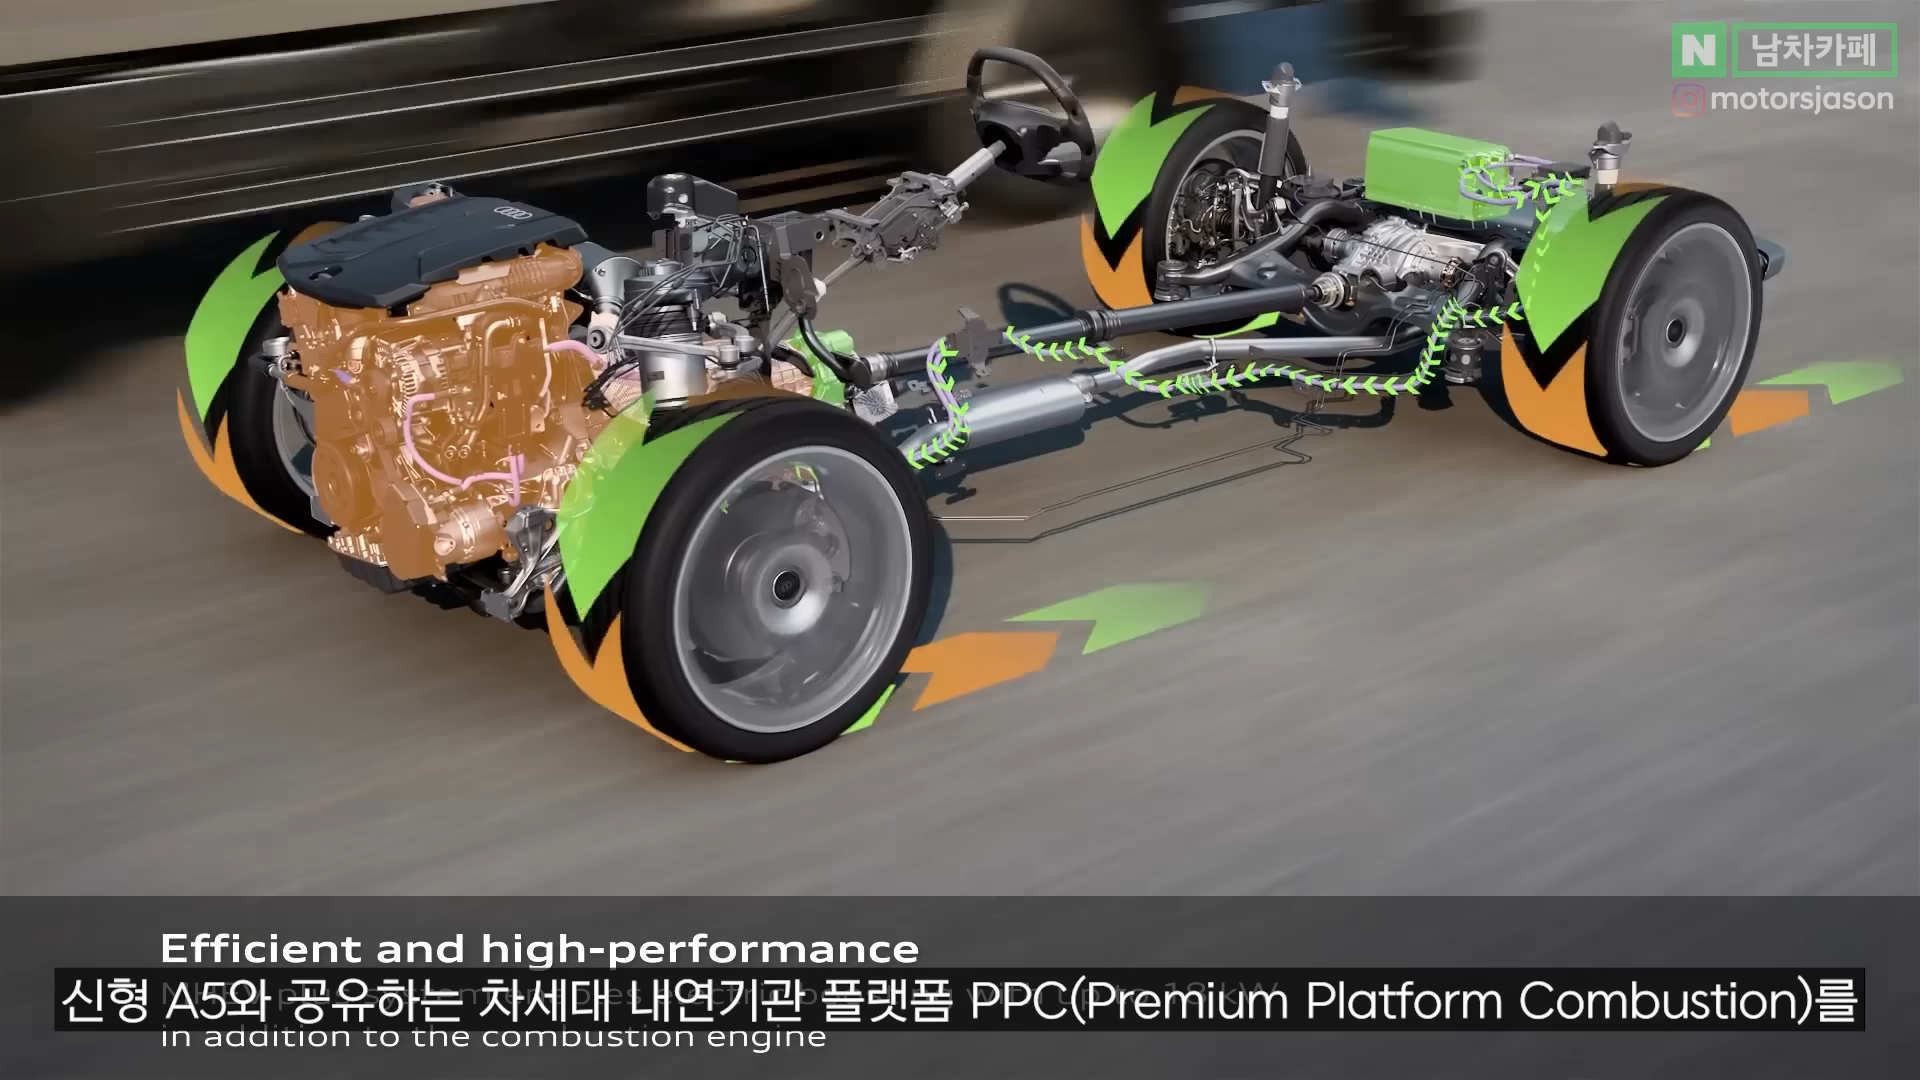 N 남차카페
motorsjason
Efficient and high-performance
신형 A5와 공유하는 차세대 내연기관 플랫폼 PPC(Premium Platform Combustion)를
in addition to the combustion engine